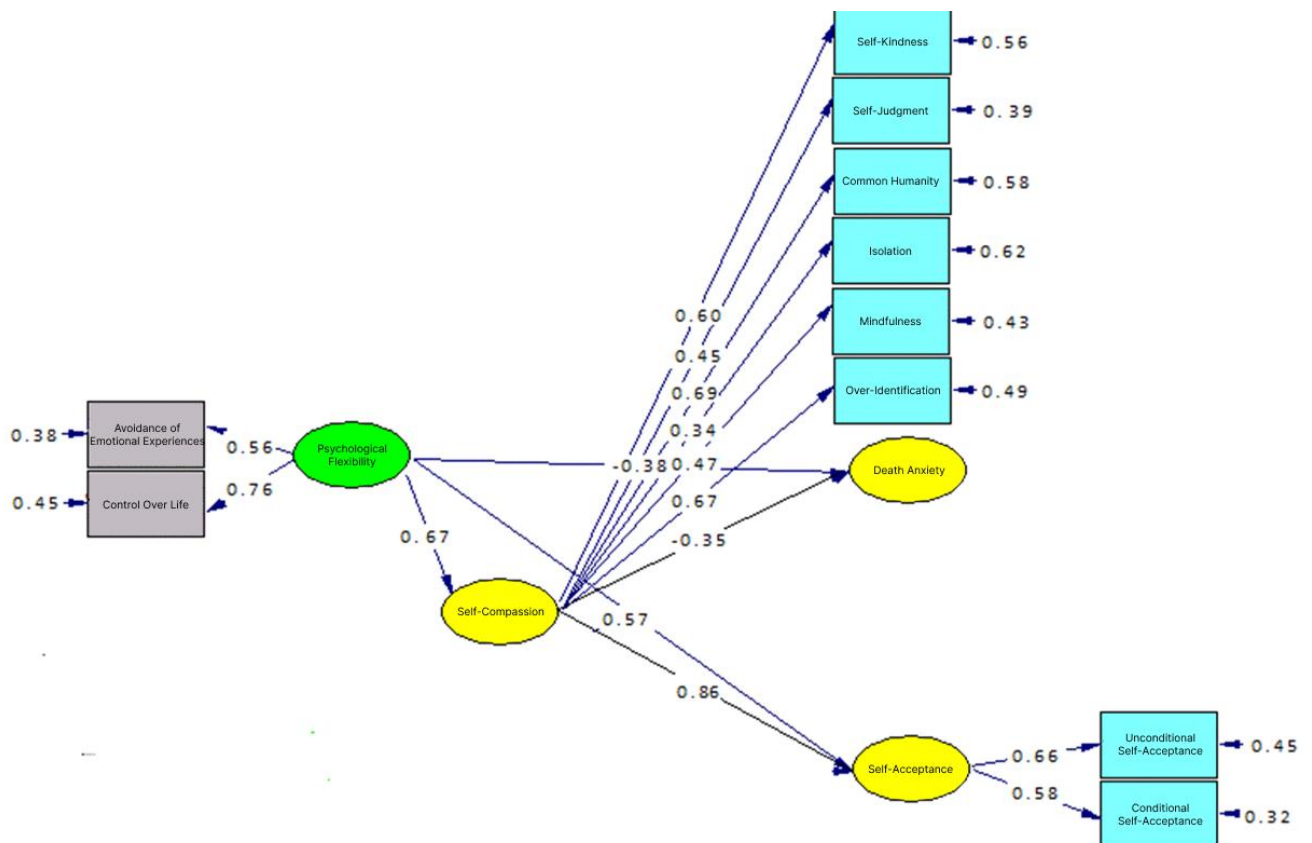 Self-Kindness
0.56
Self-Judgment
0.39
Common Humanity
0.58
Isolation
0.62
Mindfulness
0.43
Over-Identification
0.49
0.60
0.45
0.69
0.34
-0.38
0.47
0.67
-0.35
Avoidance of
Emotional Experiences
0.38
0.56
Control Over Life
0.45
0.76
Psychological
Flexibility
Death Anxiety
0.67
Self-Compassion
0.57
0.86
Self-Acceptance
0.66
0.58
Unconditional
Self-Acceptance
0.45
Conditional
Self-Acceptance
0.32